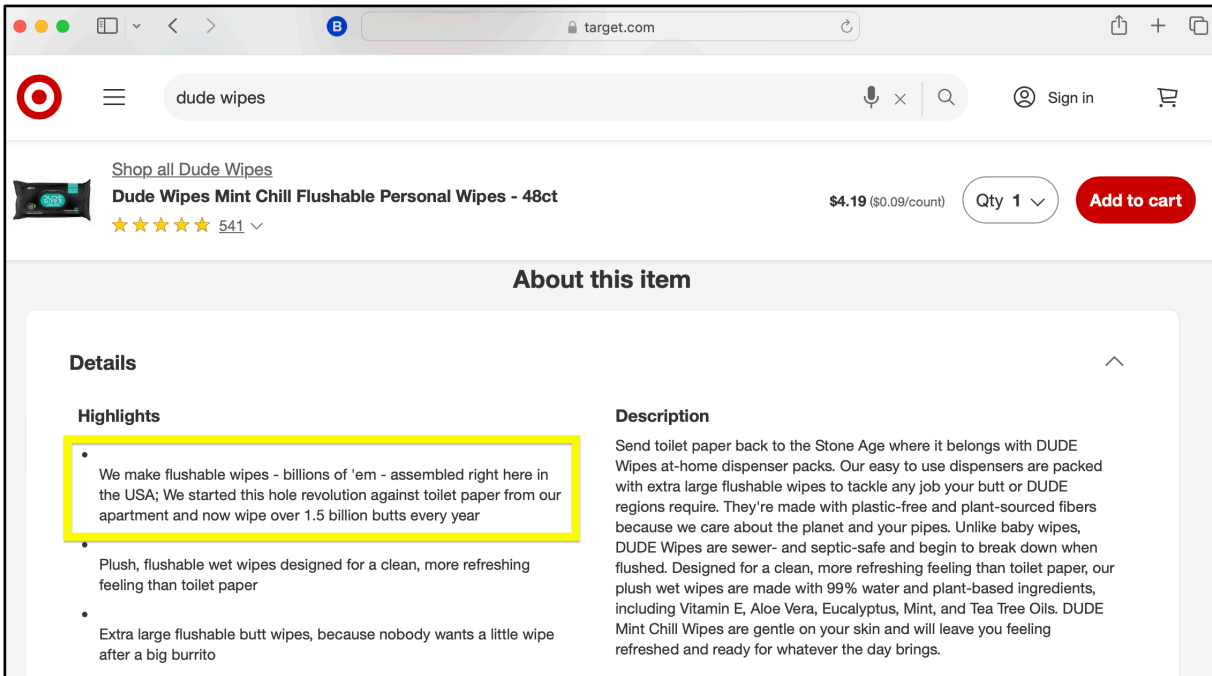 B
target.com
dude wipes
Sign in
Shop all Dude Wipes
Dude Wipes Mint Chill Flushable Personal Wipes - 48ct
541
$4.19 ($0.09/count)
Qty 1
Add to cart
About this item
Details
Highlights
We make flushable wipes - billions of 'em - assembled right here in
the USA; We started this hole revolution against toilet paper from our
apartment and now wipe over 1.5 billion butts every year
Plush, flushable wet wipes designed for a clean, more refreshing
feeling than toilet paper
Extra large flushable butt wipes, because nobody wants a little wipe
after a big burrito
Description
Send toilet paper back to the Stone Age where it belongs with DUDE
Wipes at-home dispenser packs. Our easy to use dispensers are packed
with extra large flushable wipes to tackle any job your butt or DUDE
regions require. They're made with plastic-free and plant-sourced fibers
because we care about the planet and your pipes. Unlike baby wipes,
DUDE Wipes are sewer- and septic-safe and begin to break down when
flushed. Designed for a clean, more refreshing feeling than toilet paper, our
plush wet wipes are made with 99% water and plant-based ingredients,
including Vitamin E, Aloe Vera, Eucalyptus, Mint, and Tea Tree Oils. DUDE
Mint Chill Wipes are gentle on your skin and will leave you feeling
refreshed and ready for whatever the day brings.